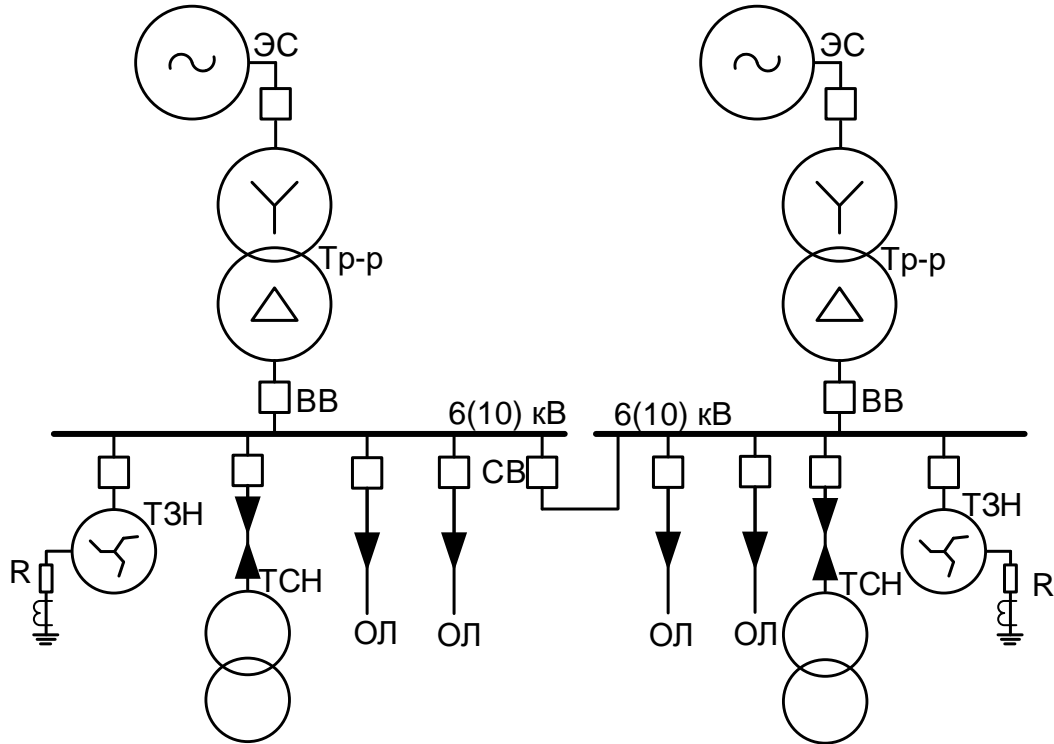 ЭС
ЭС
Тр-р
Тр-р
ВВ
ВВ
6(10) кВ
6(10) кВ
СВ
ТЗН
ТЗН
R
ТСН
ТСН
R
ОЛ
ОЛ
ОЛ
ОЛ